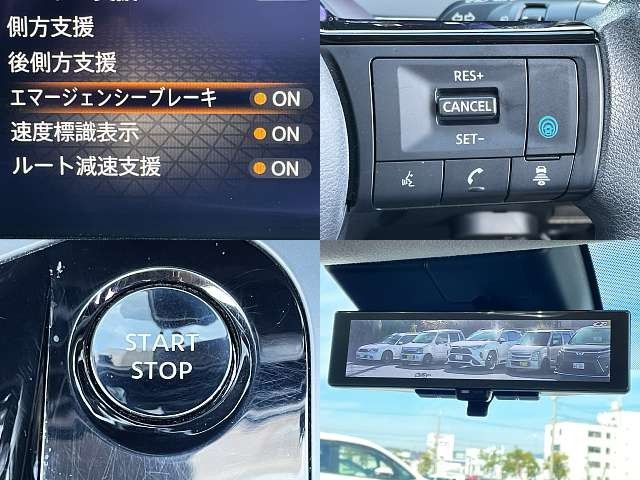 側方支援
後側方支援
エマージェンシーブレーキ ON
速度標識表示 ON
ルート減速支援 ON
RES+
CANCEL
SET-
START
STOP